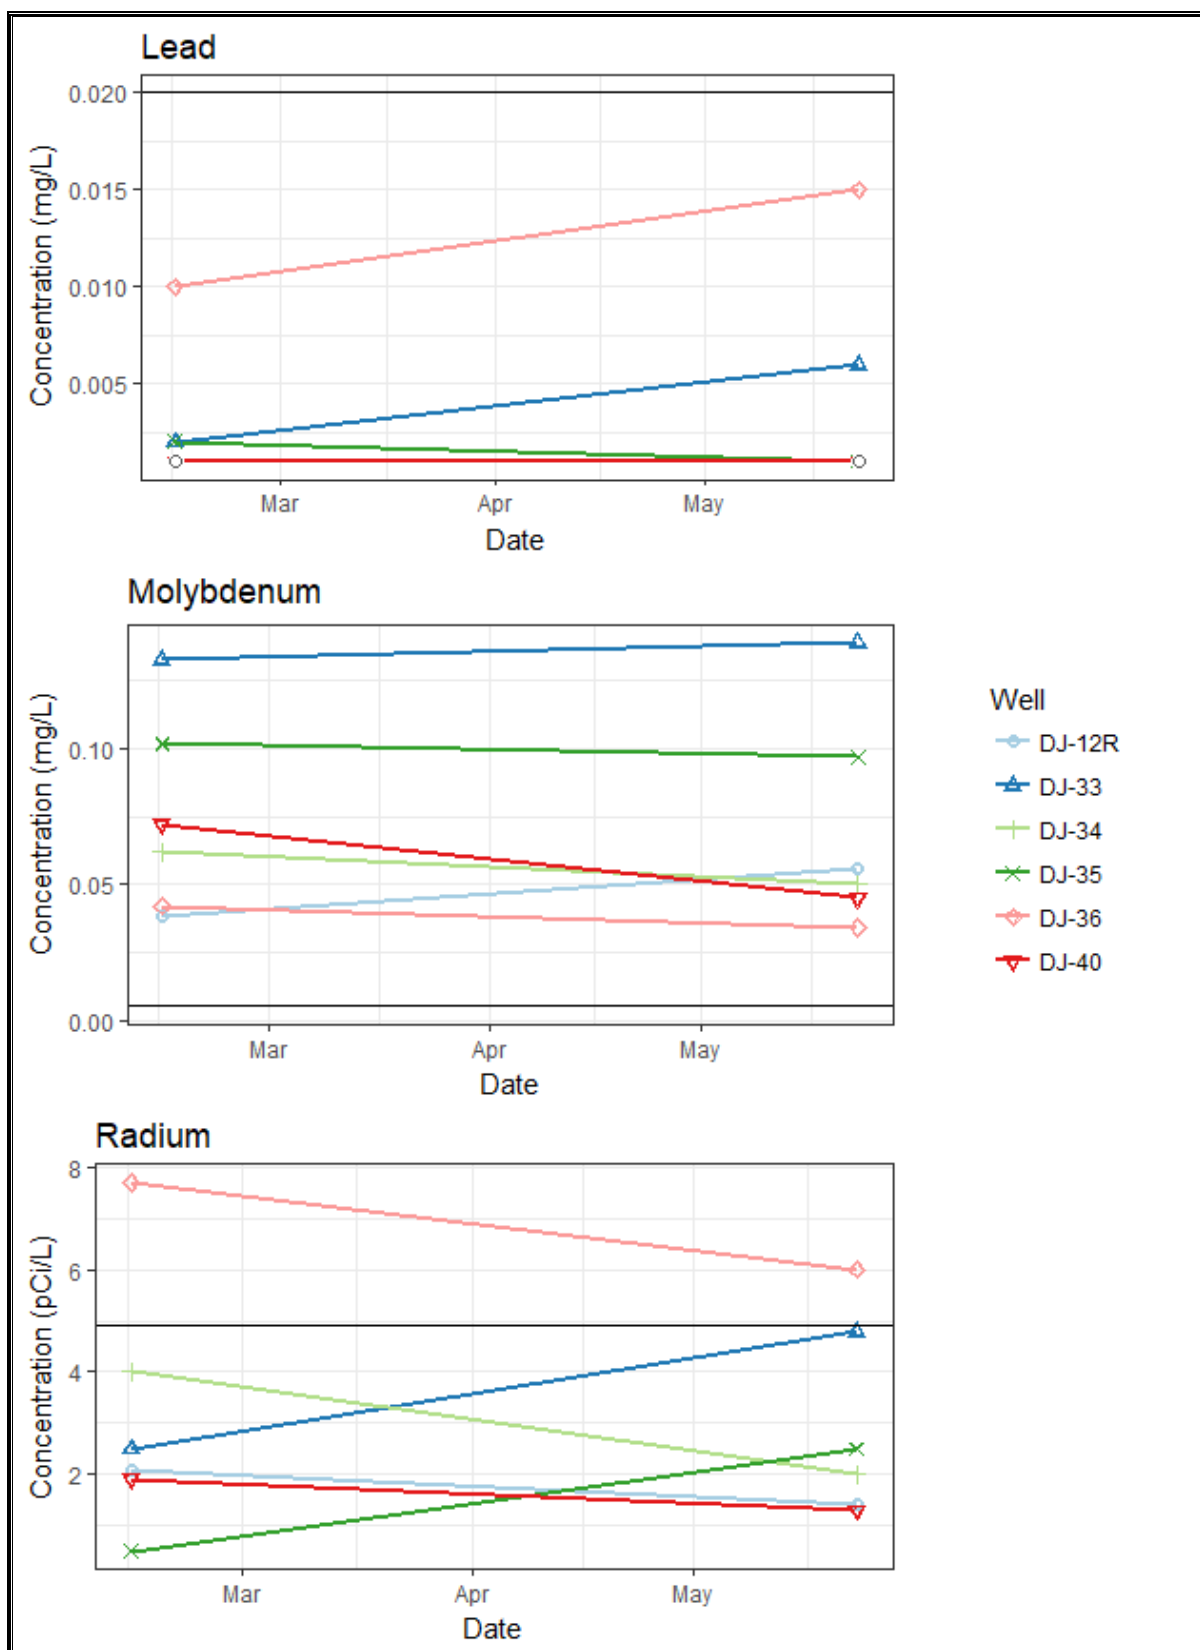 Lead
0.020
0.015
0.010
0.005
Concentration (mg/L)
Mar Apr May
Date
Molybdenum
0.10
0.05
0.00
Concentration (mg/L)
Mar Apr May
Date
Well
DJ-12R
DJ-33
DJ-34
DJ-35
DJ-36
DJ-40
Radium
8
6
4
2
Concentration (pCi/L)
Mar Apr May
Date